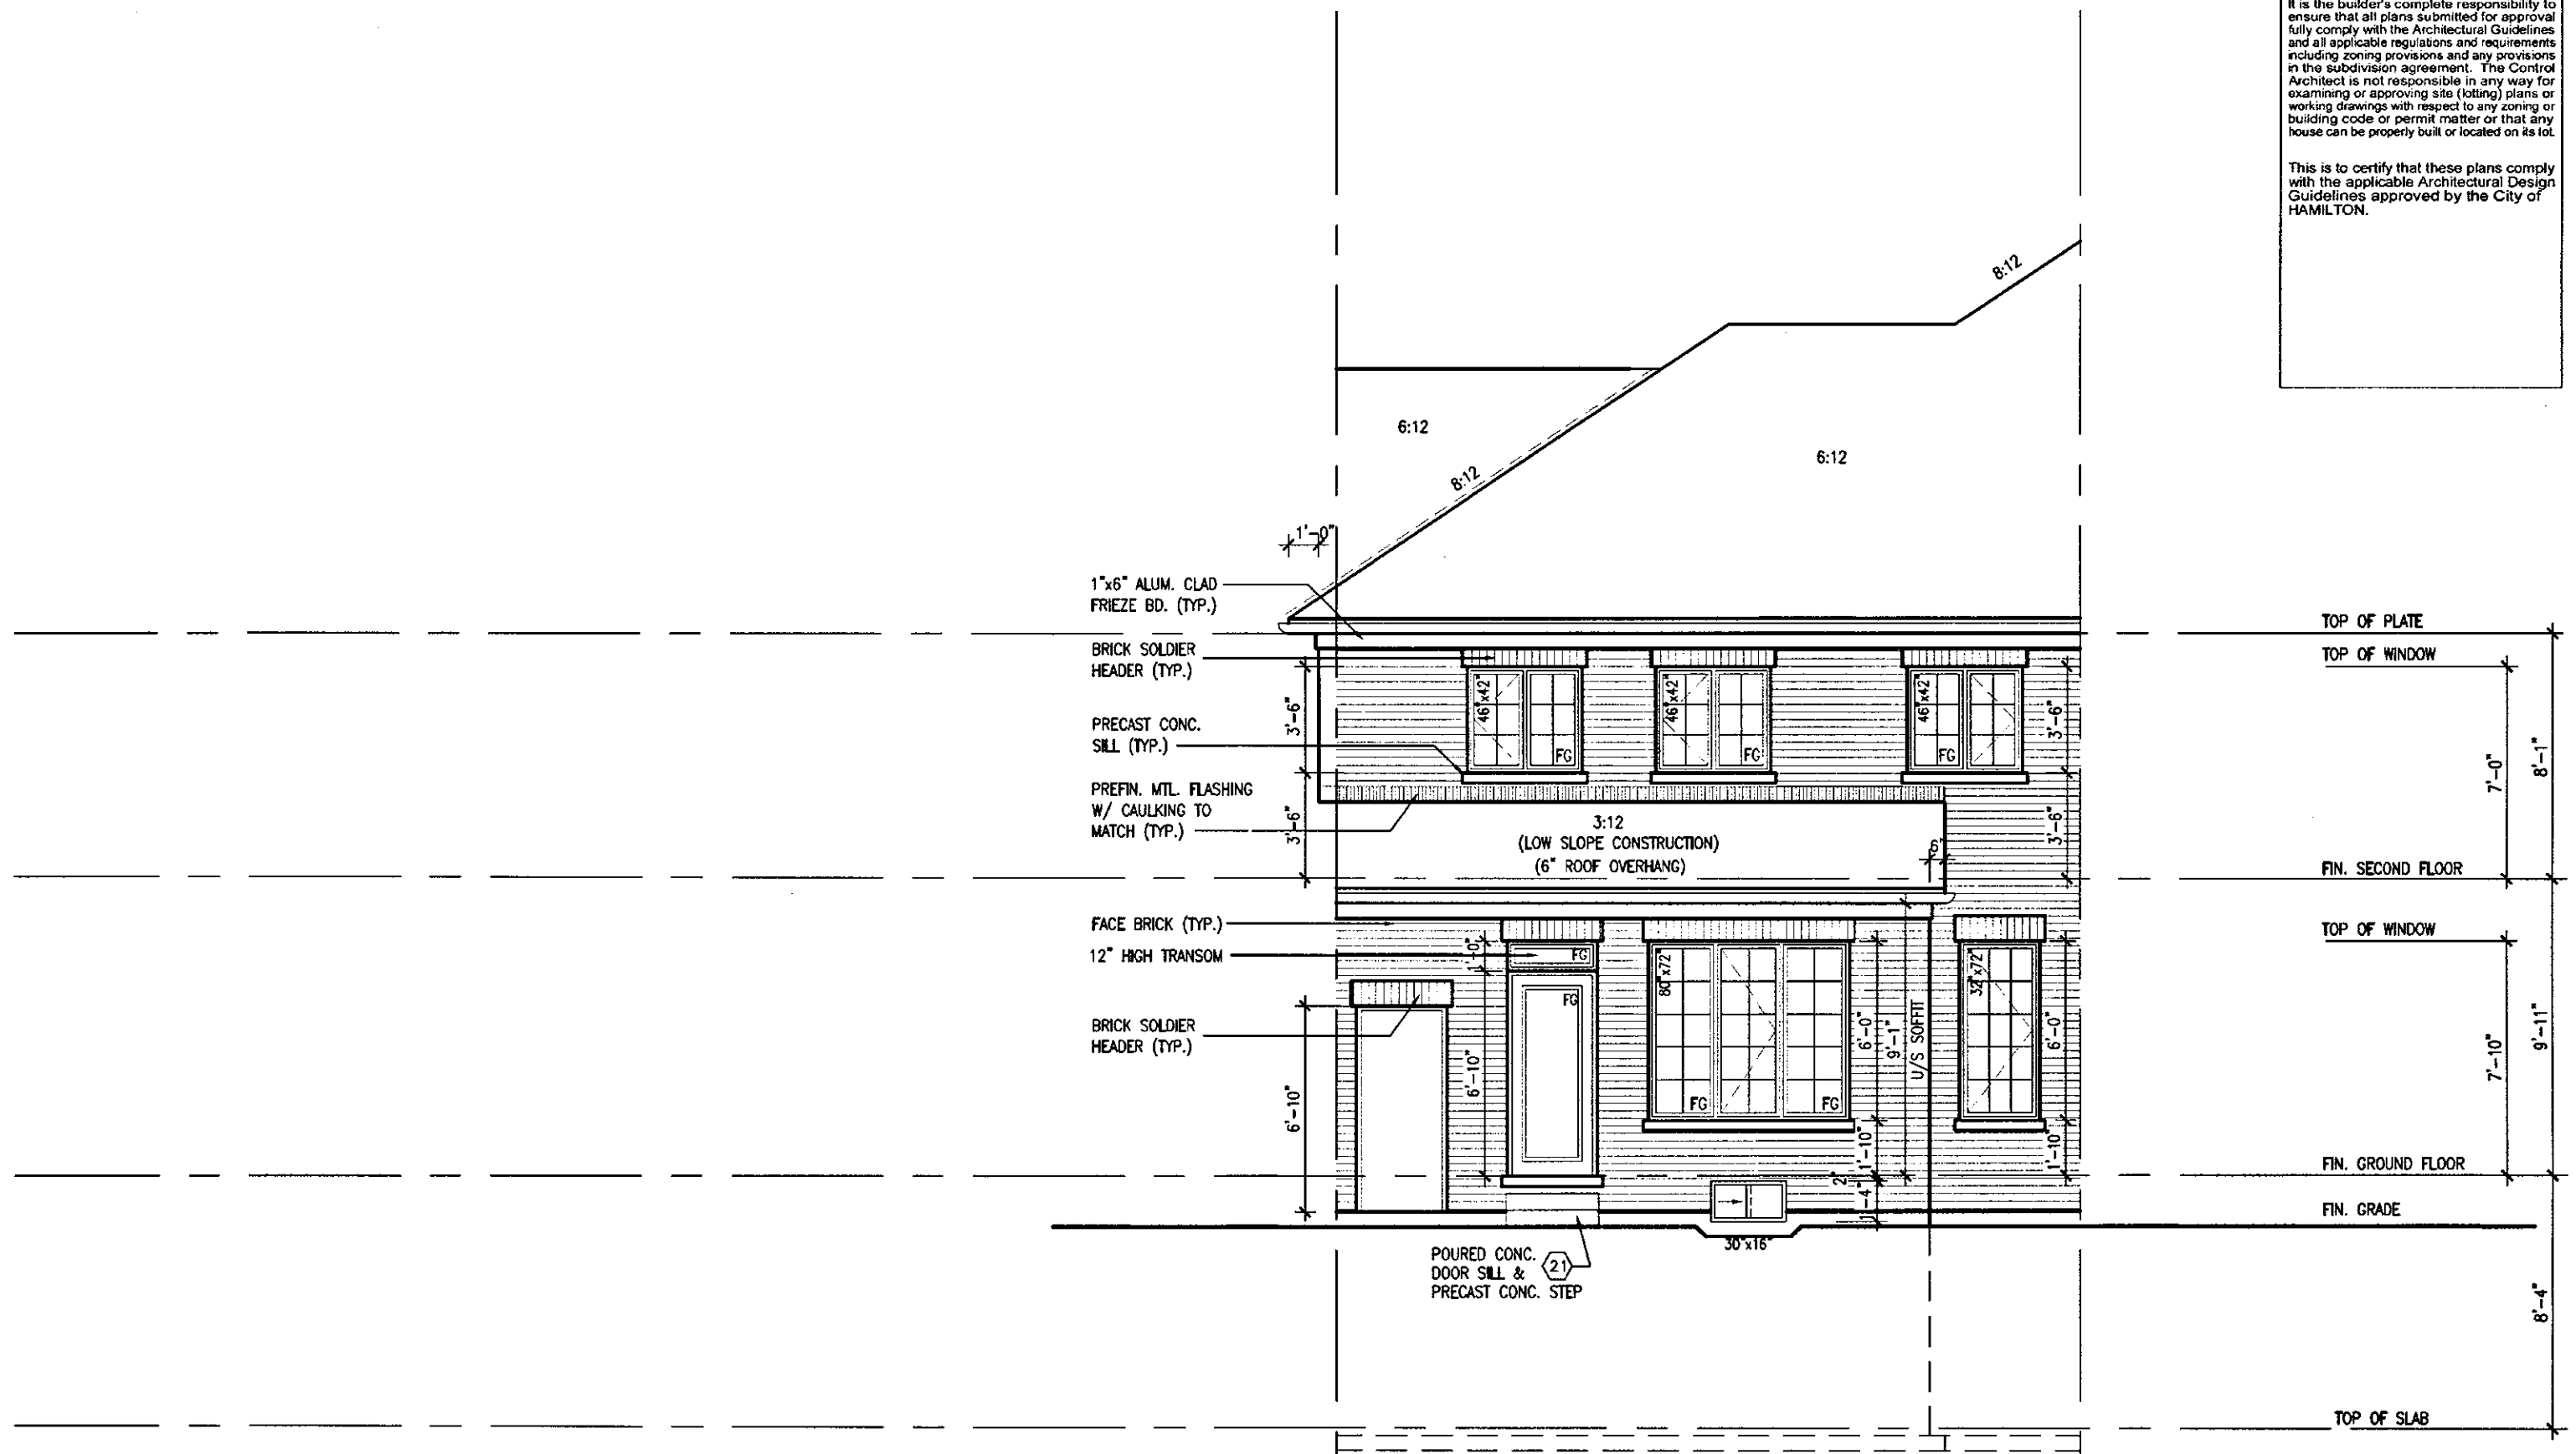 It is the builder's complete responsibility to
ensure that all plans submitted for approval
fully comply with the Architectural Guidelines
and all applicable regulations and requirements
including zoning provisions and any provisions
in the subdivision agreement. The Control
Architect is not responsible in any way for
examining or approving site (lotting) plans or
working drawings with respect to any zoning or
building code or permit matter or that any
house can be properly built or located on its lot.
This is to certify that these plans comply
with the applicable Architectural Design
Guidelines approved by the City of
HAMILTON.
8:12
6:12
6:12
8:12
1'-0"
1"x6" ALUM. CLAD
FRIEZE BD. (TYP.)
BRICK SOLDIER
HEADER (TYP.)
PRECAST CONC.
SILL (TYP.)
PREFIN. MTL. FLASHING
W/ CAULKING TO
MATCH (TYP.)
FACE BRICK (TYP.)
12" HIGH TRANSOM
BRICK SOLDIER
HEADER (TYP.)
3'-6"
3'-6"
46"x42"
FG
46"x42"
FG
46"x42"
FG
3'-6"
3'-6"
3:12
(LOW SLOPE CONSTRUCTION)
(6" ROOF OVERHANG)
6"
1'-0"
FG
FG
6'-10"
6'-10"
80"x72"
FG
FG
6'-0"
9'-1"
U/S SOFFIT
32"x72"
6'-0"
1'-10"
1'-10"
2"
1'-4"
30"x16"
POURED CONC.
DOOR SILL &
PRECAST CONC. STEP
21
TOP OF PLATE
TOP OF WINDOW
7'-0"
8'-1"
FIN. SECOND FLOOR
TOP OF WINDOW
7'-10"
9'-11"
FIN. GROUND FLOOR
FIN. GRADE
8'-4"
TOP OF SLAB